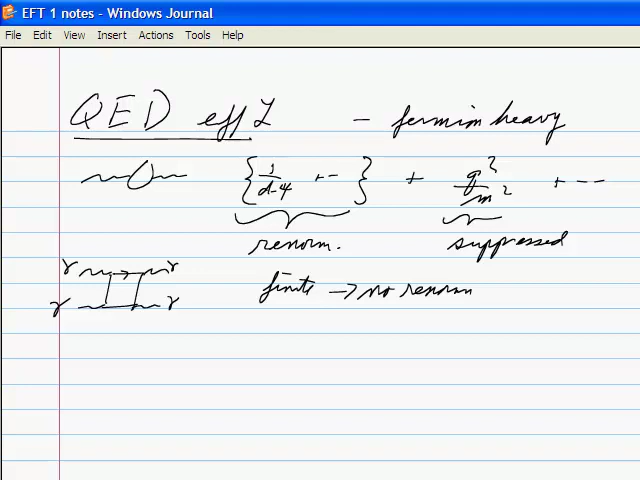 EFT 1 notes - Windows Journal
File Edit View Insert Actions Tools Help
QED eff L - fermion heavy
{ 1/d-4 + -- } + q²/m² + ---
renorm. suppressed
γ γ
finite → no renorm
γ γ